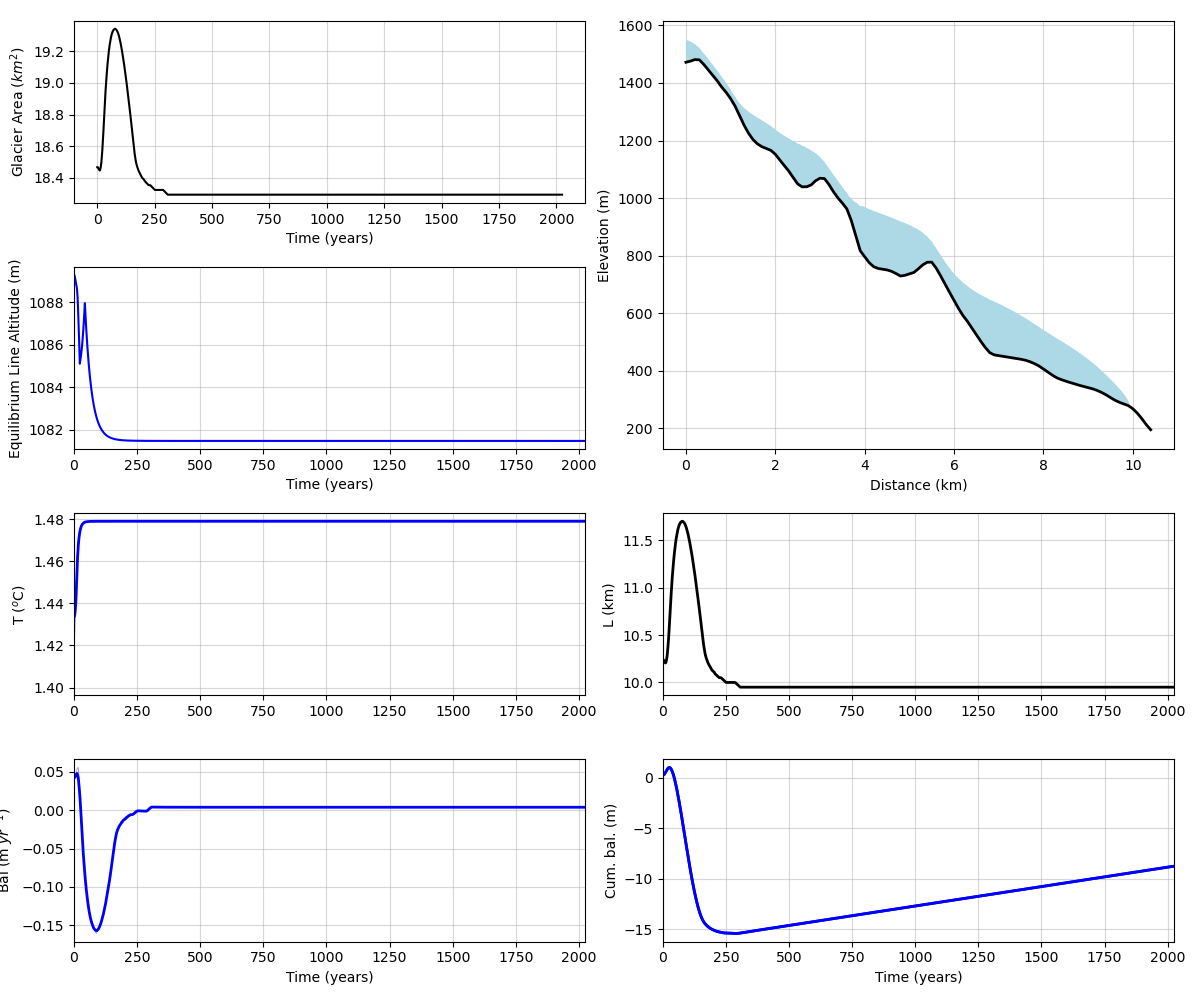 Glacier Area (km²)
19.2
19.0
18.8
18.6
18.4
0 250 500 750 1000 1250 1500 1750 2000
Time (years)
Elevation (m)
1600
1400
1200
1000
800
600
400
200
0 2 4 6 8 10
Distance (km)
Equilibrium Line Altitude (m)
1088
1086
1084
1082
0 250 500 750 1000 1250 1500 1750 2000
Time (years)
T (°C)
1.48
1.46
1.44
1.42
1.40
0 250 500 750 1000 1250 1500 1750 2000
L (km)
11.5
11.0
10.5
10.0
0 250 500 750 1000 1250 1500 1750 2000
Bal (m yr⁻¹)
0.05
0.00
−0.05
−0.10
−0.15
0 250 500 750 1000 1250 1500 1750 2000
Time (years)
Cum. bal. (m)
0
−5
−10
−15
0 250 500 750 1000 1250 1500 1750 2000
Time (years)